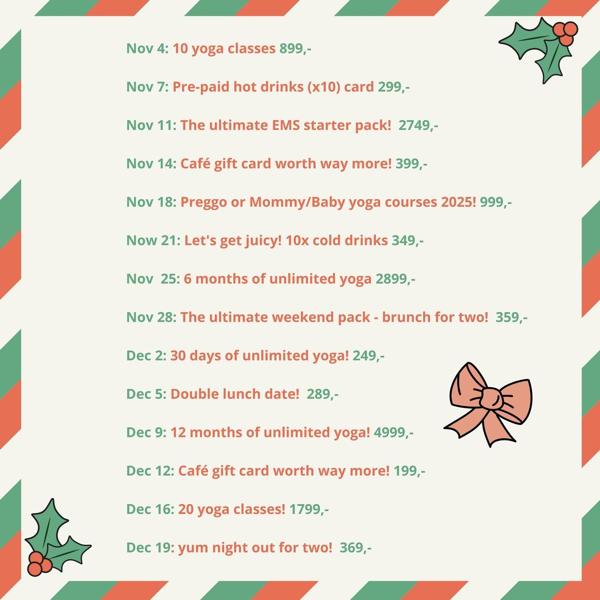 Nov 4: 10 yoga classes 899,-
Nov 7: Pre-paid hot drinks (x10) card 299,-
Nov 11: The ultimate EMS starter pack! 2749,-
Nov 14: Café gift card worth way more! 399,-
Nov 18: Preggo or Mommy/Baby yoga courses 2025! 999,-
Now 21: Let's get juicy! 10x cold drinks 349,-
Nov 25: 6 months of unlimited yoga 2899,-
Nov 28: The ultimate weekend pack - brunch for two! 359,-
Dec 2: 30 days of unlimited yoga! 249,-
Dec 5: Double lunch date! 289,-
Dec 9: 12 months of unlimited yoga! 4999,-
Dec 12: Café gift card worth way more! 199,-
Dec 16: 20 yoga classes! 1799,-
Dec 19: yum night out for two! 369,-